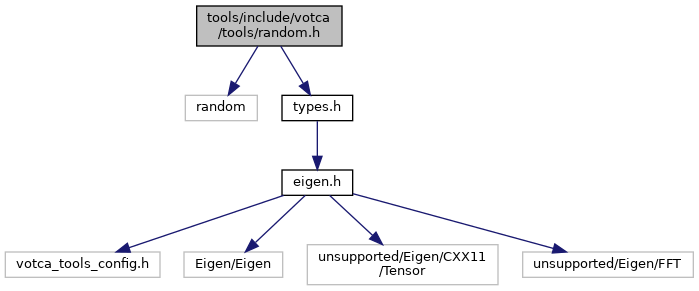 tools/include/votca
/tools/random.h
random
types.h
eigen.h
votca_tools_config.h
Eigen/Eigen
unsupported/Eigen/CXX11
/Tensor
unsupported/Eigen/FFT